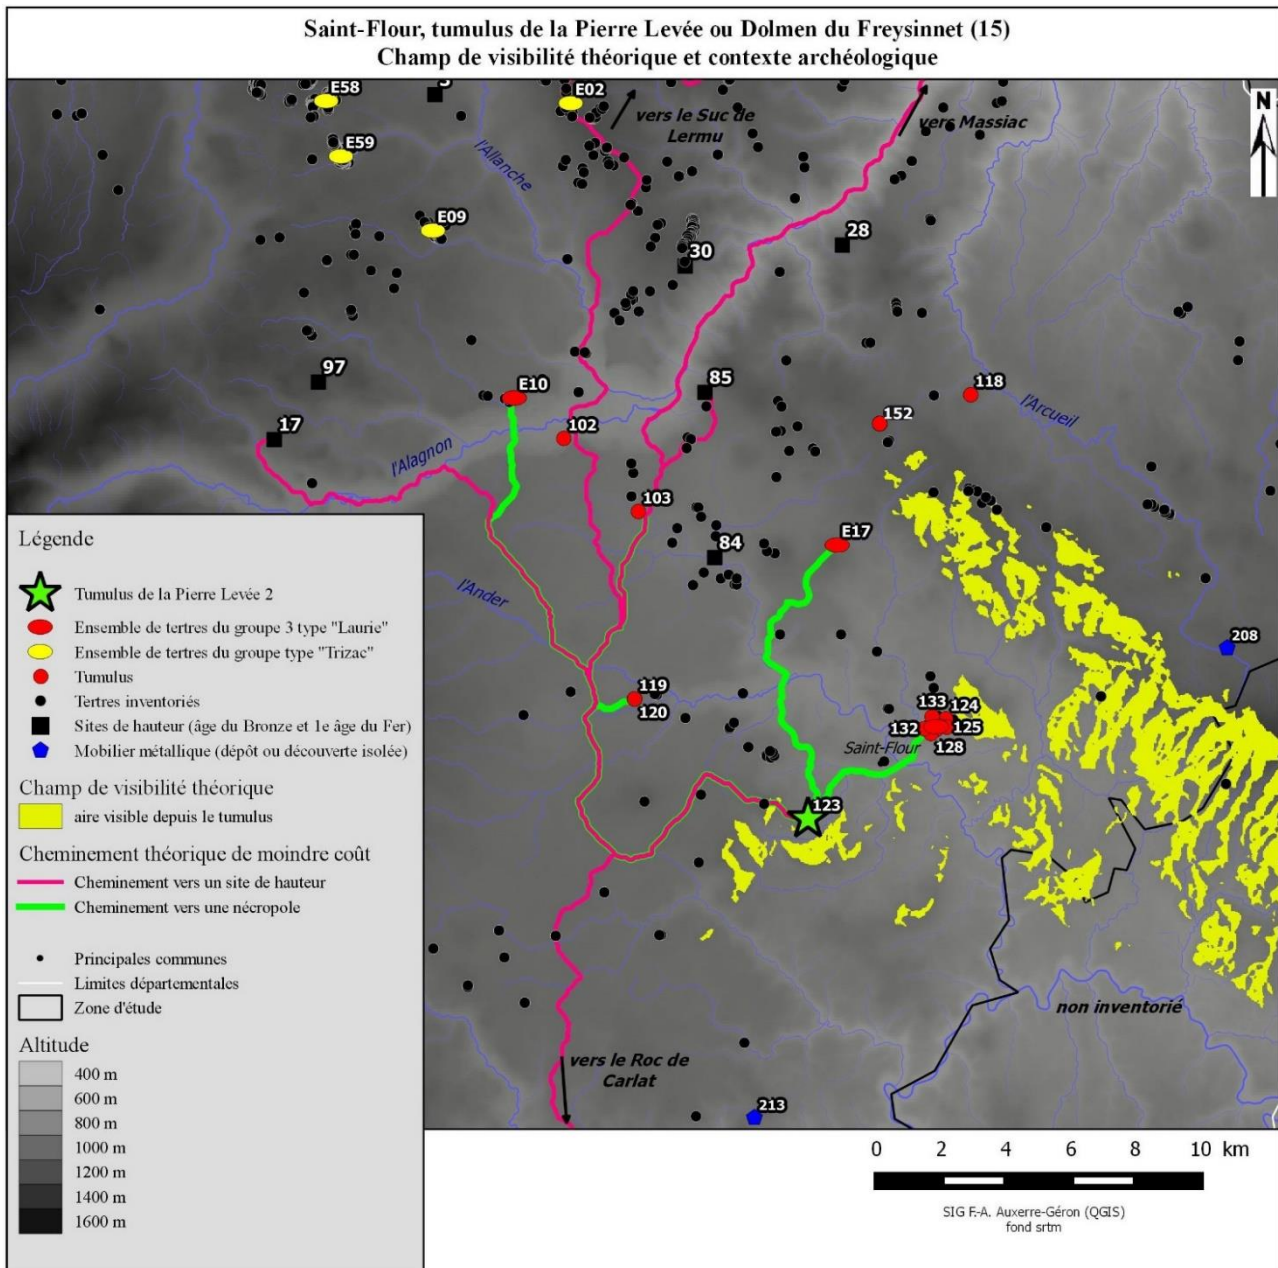 Saint-Flour, tumulus de la Pierre Levée ou Dolmen du Freysinnet (15)
Champ de visibilité théorique et contexte archéologique
E58
E02
vers le Suc de
Lermu
vers Massiac
N
E59
l'Allanche
E09
30
28
97
E10
85
118
17
102
152
l'Arcueil
l'Alagnon
103
E17
84
l'Ander
208
119
120
133
124
132
125
128
Saint-Flour
123
non inventorié
vers le Roc de
Carlat
213
Légende
Tumulus de la Pierre Levée 2
Ensemble de tertres du groupe 3 type "Laurie"
Ensemble de tertres du groupe type "Trizac"
Tumulus
Tertres inventoriés
Sites de hauteur (âge du Bronze et 1e âge du Fer)
Mobilier métallique (dépôt ou découverte isolée)
Champ de visibilité théorique
aire visible depuis le tumulus
Cheminement théorique de moindre coût
Cheminement vers un site de hauteur
Cheminement vers une nécropole
Principales communes
Limites départementales
Zone d'étude
Altitude
400 m
600 m
800 m
1000 m
1200 m
1400 m
1600 m
0 2 4 6 8 10 km
SIG F.-A. Auxerre-Géron (QGIS)
fond srtm